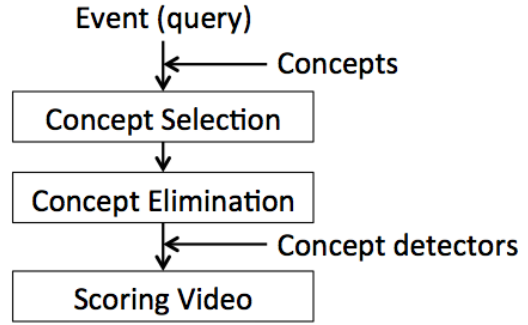 Event (query)
Concepts
Concept Selection
Concept Elimination
Concept detectors
Scoring Video